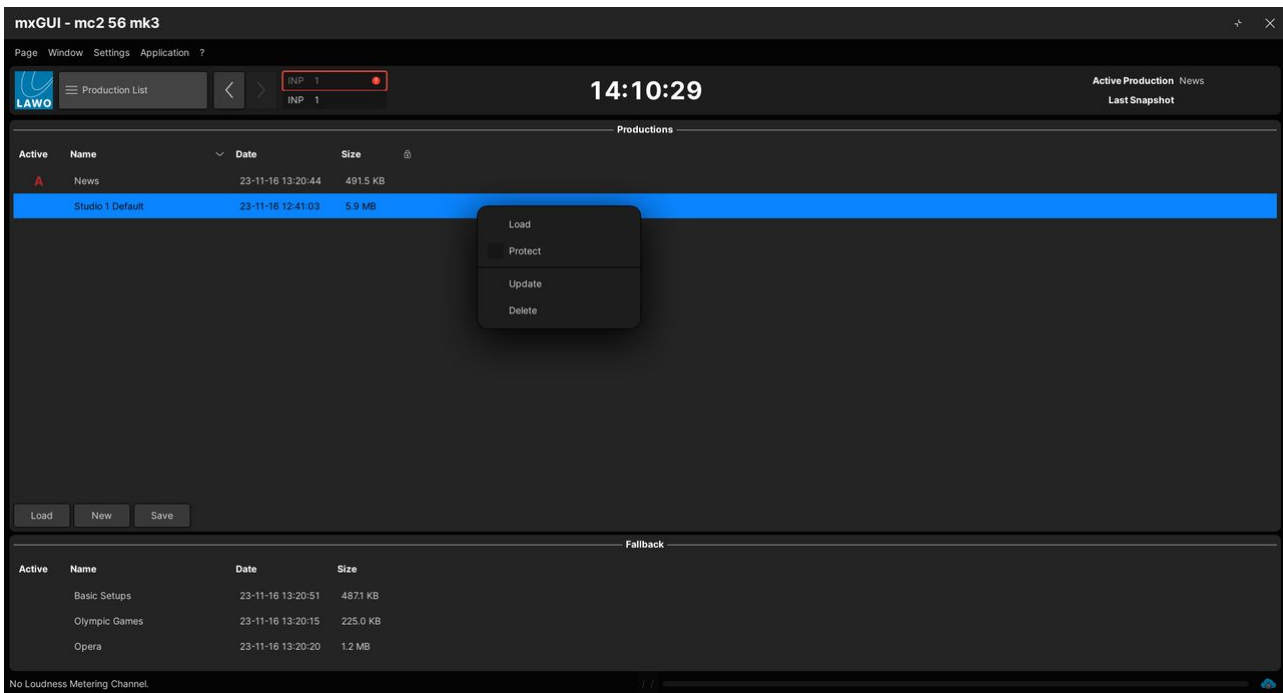 mxGUI - mc2 56 mk3
Page Window Settings Application ?
LAWO
Production List
INP 1
INP 1
14:10:29
Active Production News
Last Snapshot
Productions
Active Name Date Size
A News 23-11-16 13:20:44 491.5 KB
Studio 1 Default 23-11-16 12:41:03 5.9 MB
Load
Protect
Update
Delete
Load New Save
Fallback
Active Name Date Size
Basic Setups 23-11-16 13:20:51 487.1 KB
Olympic Games 23-11-16 13:20:15 225.0 KB
Opera 23-11-16 13:20:20 1.2 MB
No Loudness Metering Channel. / /